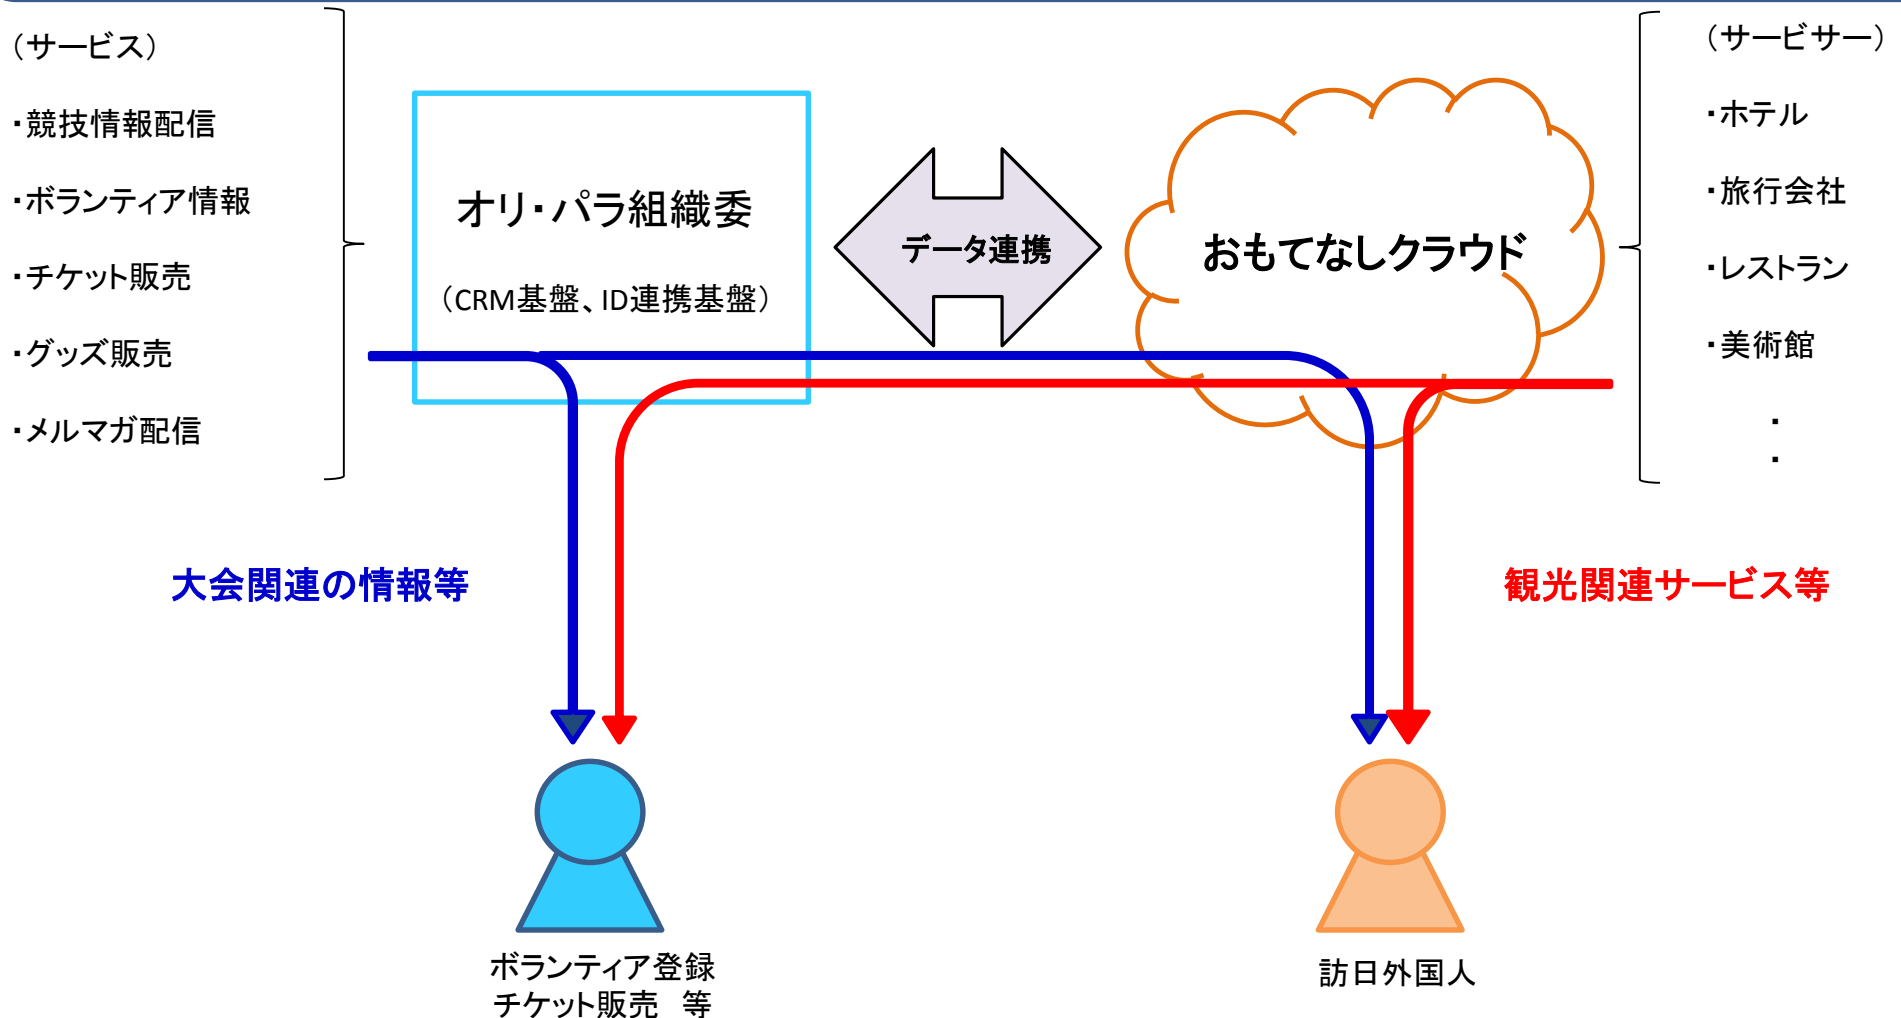 （サービス）
・競技情報配信
・ボランティア情報
・チケット販売
・グッズ販売
・メルマガ配信
オリ・パラ組織委
（CRM基盤、ID連携基盤）
データ連携
おもてなしクラウド
（サービサー）
・ホテル
・旅行会社
・レストラン
・美術館
・
・
大会関連の情報等
観光関連サービス等
ボランティア登録
チケット販売　等
訪日外国人